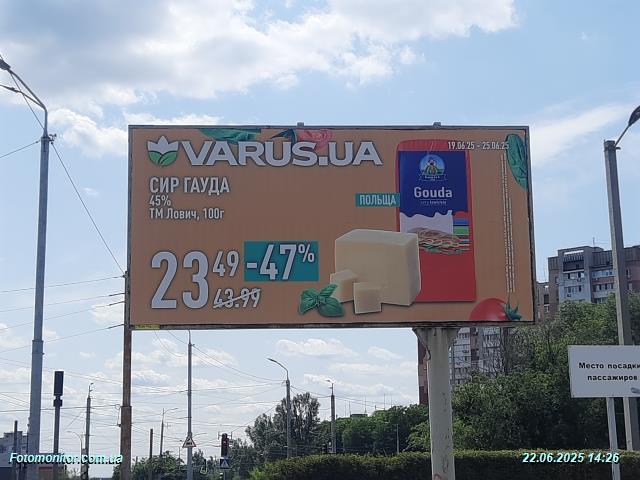 VARUS.UA
19.06.25 - 25.06.25
СИР ГАУДА
45%
ТМ Лович, 100г
ПОЛЬЩА
Gouda
23 49
-47%
43.99
Место посадки
пассажиров
Fotomonitor.com.ua
22.06.2025 14:26